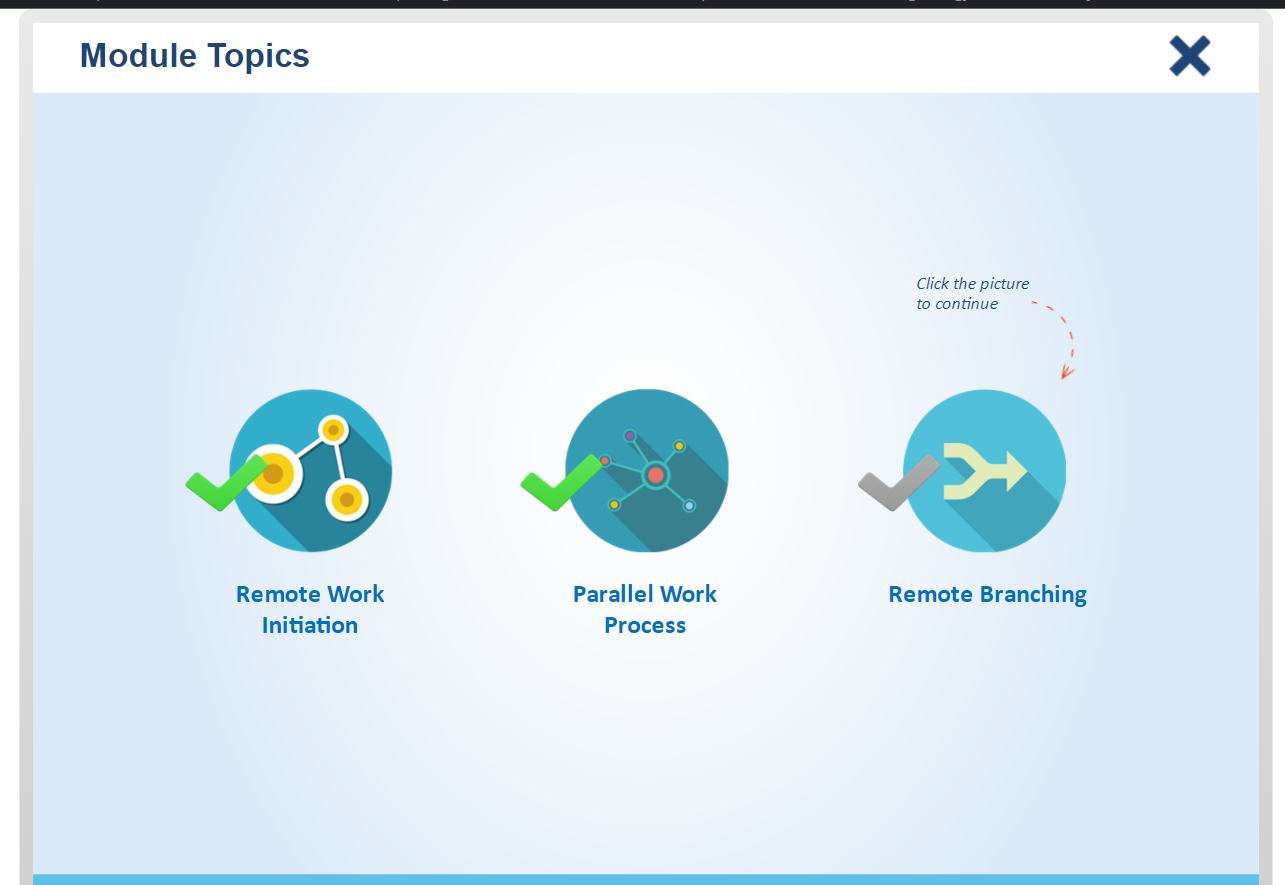 Module Topics
Click the picture
to continue
Remote Work
Initiation
Parallel Work
Process
Remote Branching